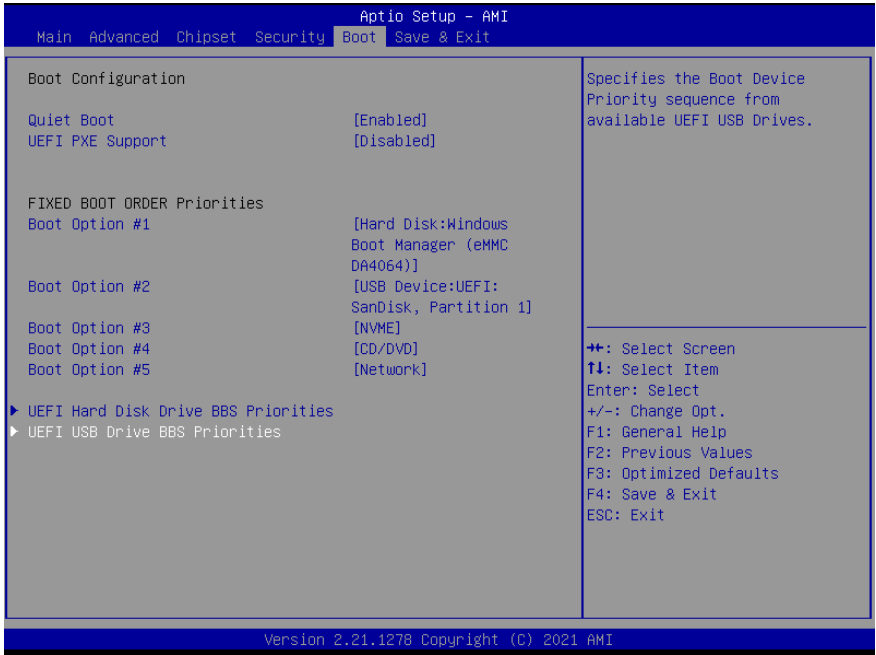 Aptio Setup – AMI
Main Advanced Chipset Security Boot Save & Exit
Boot Configuration
Quiet Boot [Enabled]
UEFI PXE Support [Disabled]
FIXED BOOT ORDER Priorities
Boot Option #1 [Hard Disk:Windows
Boot Manager (eMMC
DA4064)]
Boot Option #2 [USB Device:UEFI:
SanDisk, Partition 1]
Boot Option #3 [NVME]
Boot Option #4 [CD/DVD]
Boot Option #5 [Network]
UEFI Hard Disk Drive BBS Priorities
UEFI USB Drive BBS Priorities
Specifies the Boot Device
Priority sequence from
available UEFI USB Drives.
→←: Select Screen
↑↓: Select Item
Enter: Select
+/-: Change Opt.
F1: General Help
F2: Previous Values
F3: Optimized Defaults
F4: Save & Exit
ESC: Exit
Version 2.21.1278 Copyright (C) 2021 AMI